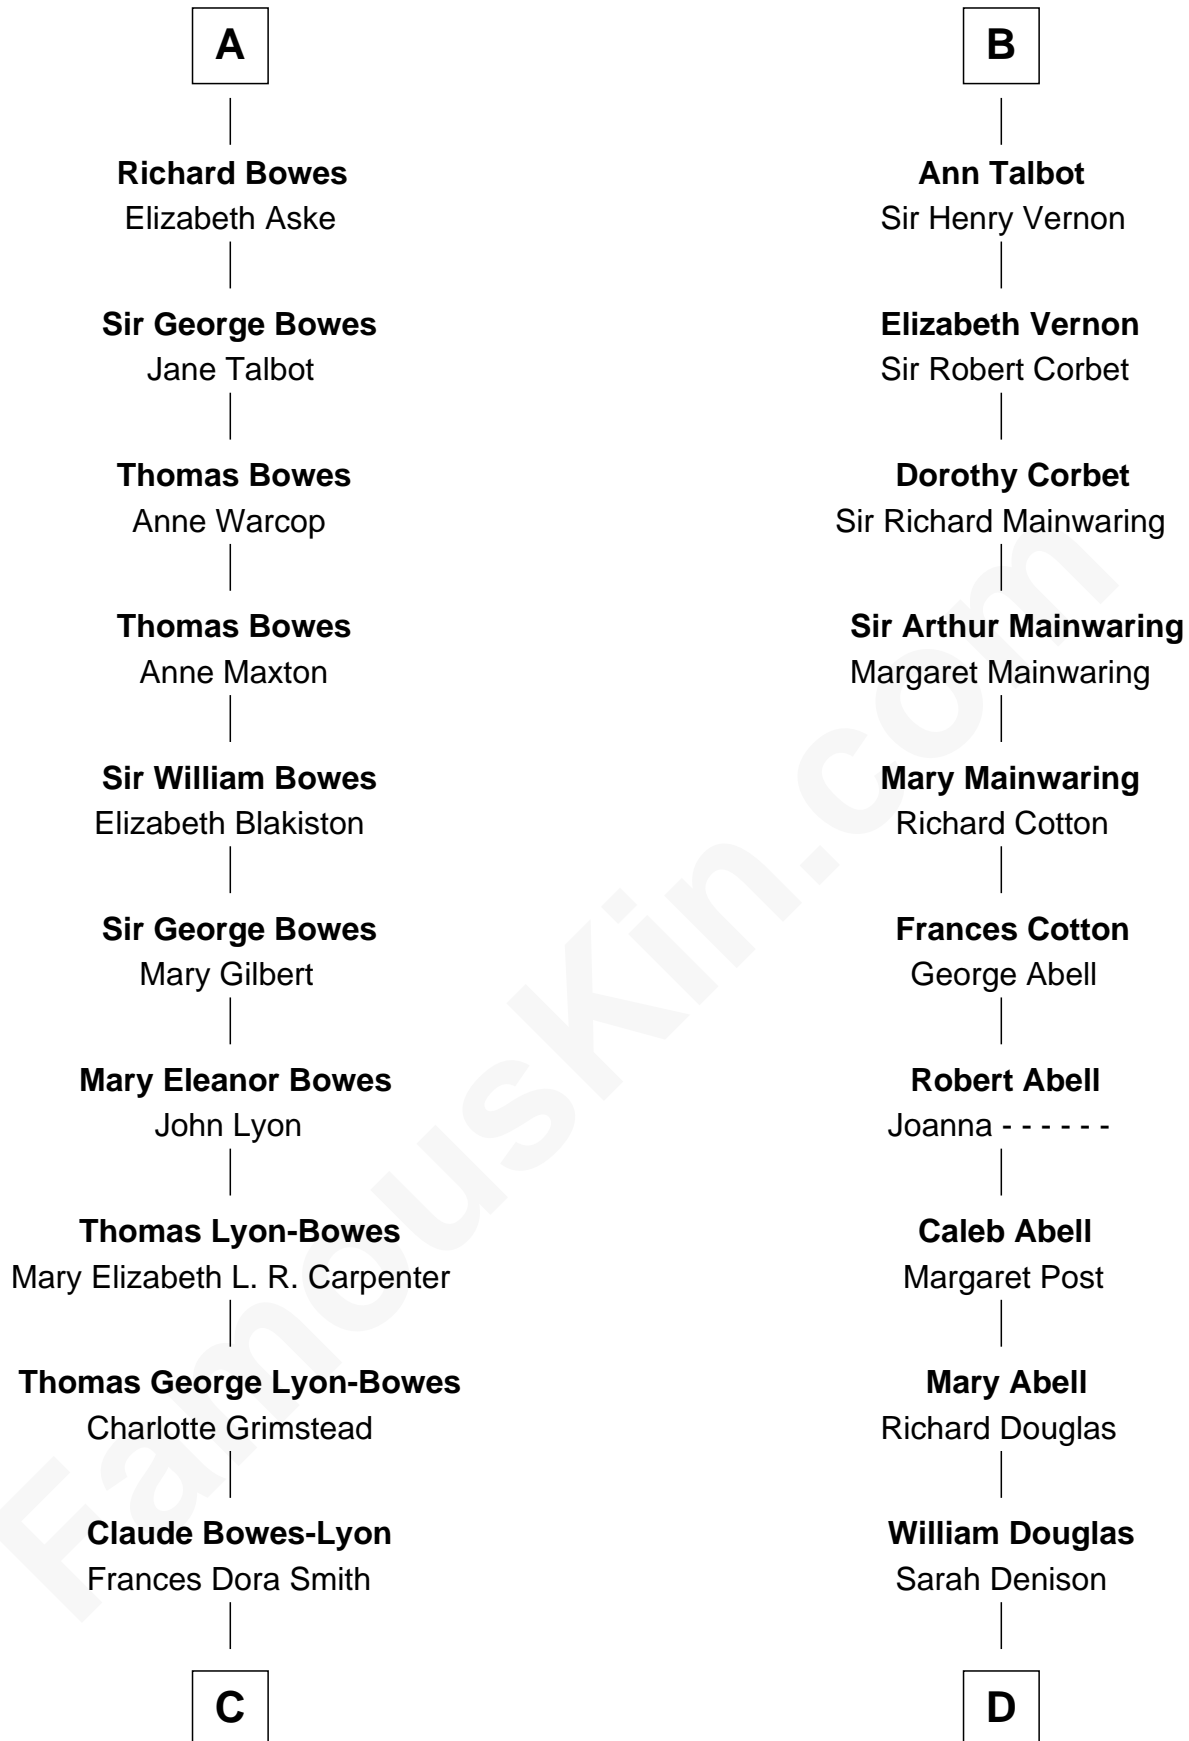 A
Richard Bowes
Elizabeth Aske
Sir George Bowes
Jane Talbot
Thomas Bowes
Anne Warcop
Thomas Bowes
Anne Maxton
Sir William Bowes
Elizabeth Blakiston
Sir George Bowes
Mary Gilbert
Mary Eleanor Bowes
John Lyon
Thomas Lyon-Bowes
Mary Elizabeth L. R. Carpenter
Thomas George Lyon-Bowes
Charlotte Grimstead
Claude Bowes-Lyon
Frances Dora Smith
C
B
Ann Talbot
Sir Henry Vernon
Elizabeth Vernon
Sir Robert Corbet
Dorothy Corbet
Sir Richard Mainwaring
Sir Arthur Mainwaring
Margaret Mainwaring
Mary Mainwaring
Richard Cotton
Frances Cotton
George Abell
Robert Abell
Joanna - - - - - -
Caleb Abell
Margaret Post
Mary Abell
Richard Douglas
William Douglas
Sarah Denison
D
FamousKin.com